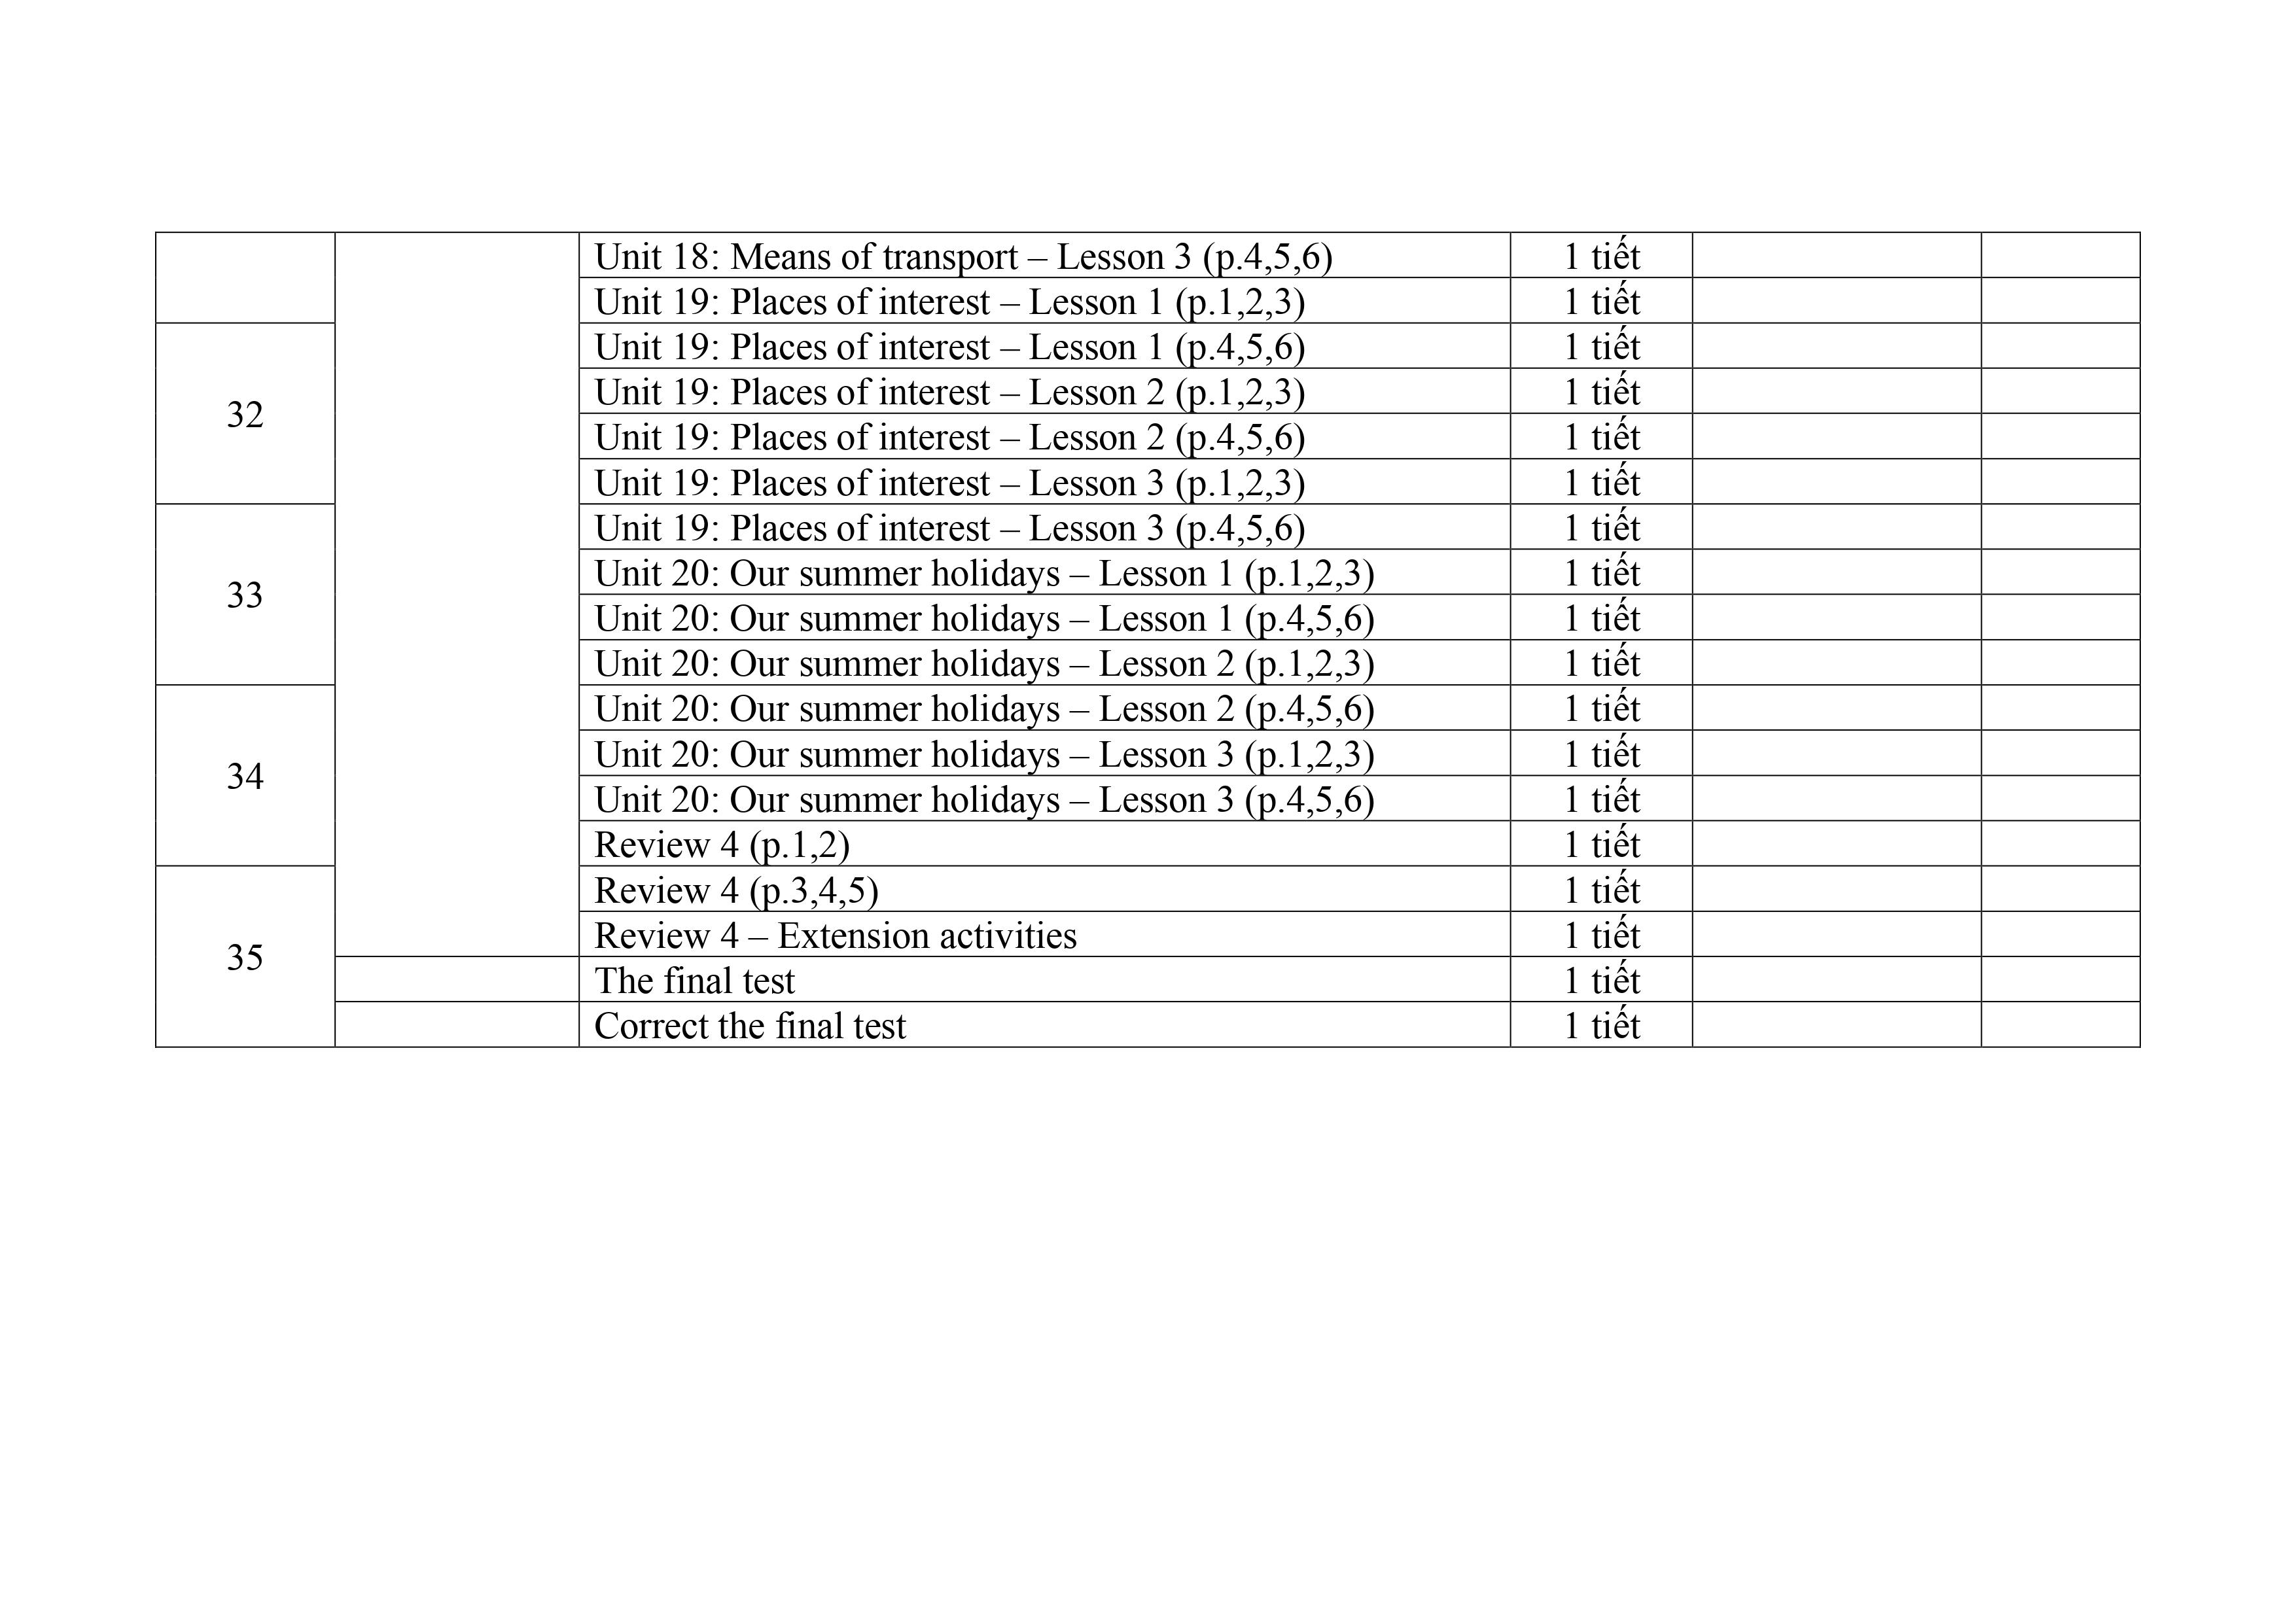 Unit 18: Means of transport – Lesson 3 (p.4,5,6) 1 tiết
Unit 19: Places of interest – Lesson 1 (p.1,2,3) 1 tiết
32
Unit 19: Places of interest – Lesson 1 (p.4,5,6) 1 tiết
Unit 19: Places of interest – Lesson 2 (p.1,2,3) 1 tiết
Unit 19: Places of interest – Lesson 2 (p.4,5,6) 1 tiết
Unit 19: Places of interest – Lesson 3 (p.1,2,3) 1 tiết
33
Unit 19: Places of interest – Lesson 3 (p.4,5,6) 1 tiết
Unit 20: Our summer holidays – Lesson 1 (p.1,2,3) 1 tiết
Unit 20: Our summer holidays – Lesson 1 (p.4,5,6) 1 tiết
Unit 20: Our summer holidays – Lesson 2 (p.1,2,3) 1 tiết
34
Unit 20: Our summer holidays – Lesson 2 (p.4,5,6) 1 tiết
Unit 20: Our summer holidays – Lesson 3 (p.1,2,3) 1 tiết
Unit 20: Our summer holidays – Lesson 3 (p.4,5,6) 1 tiết
Review 4 (p.1,2) 1 tiết
35
Review 4 (p.3,4,5) 1 tiết
Review 4 – Extension activities 1 tiết
The final test 1 tiết
Correct the final test 1 tiết